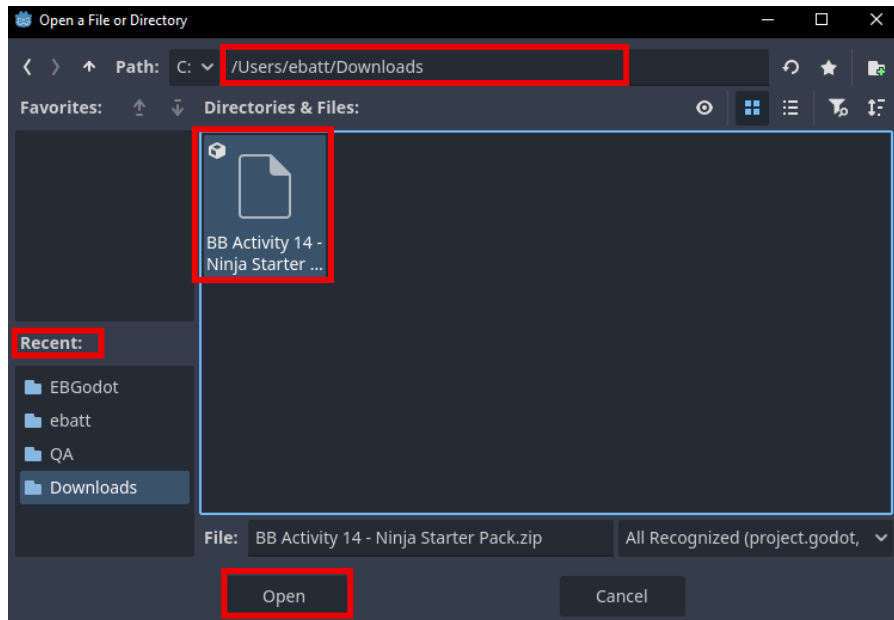 Open a File or Directory
Path: C: /Users/ebatt/Downloads
Favorites: Directories & Files:
BB Activity 14 -
Ninja Starter ...
Recent:
EBGodot
ebatt
QA
Downloads
File: BB Activity 14 - Ninja Starter Pack.zip All Recognized (project.godot,
Open Cancel